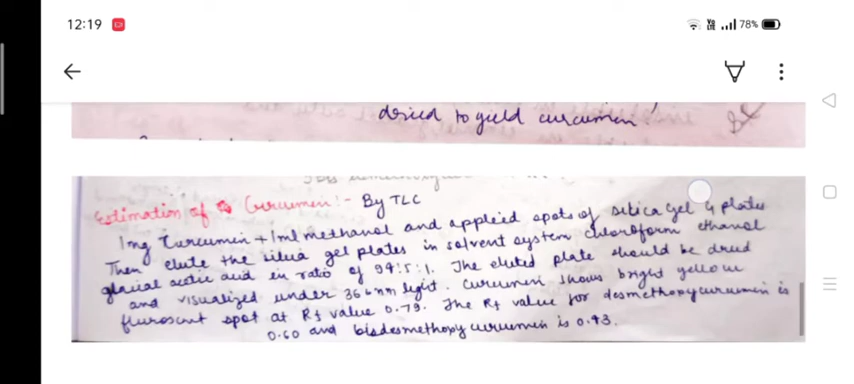 12:19
78%
dried to yield curcumin
Estimation of Curcumin:- By TLC
1mg Curcumin + 1ml methanol and applied spots of silica gel G plates
Then elute the silica gel plates in solvent system chloroform ethanol
glacial acetic acid in ratio of 94:5:1. The eluted plate should be dried
and visualized under 366nm light. Curcumin shows bright yellow
fluroscent spot at Rf value 0.79. The Rf value for desmethoxycurcumin is
0.60 and bisdesmethoxy curcumin is 0.43.